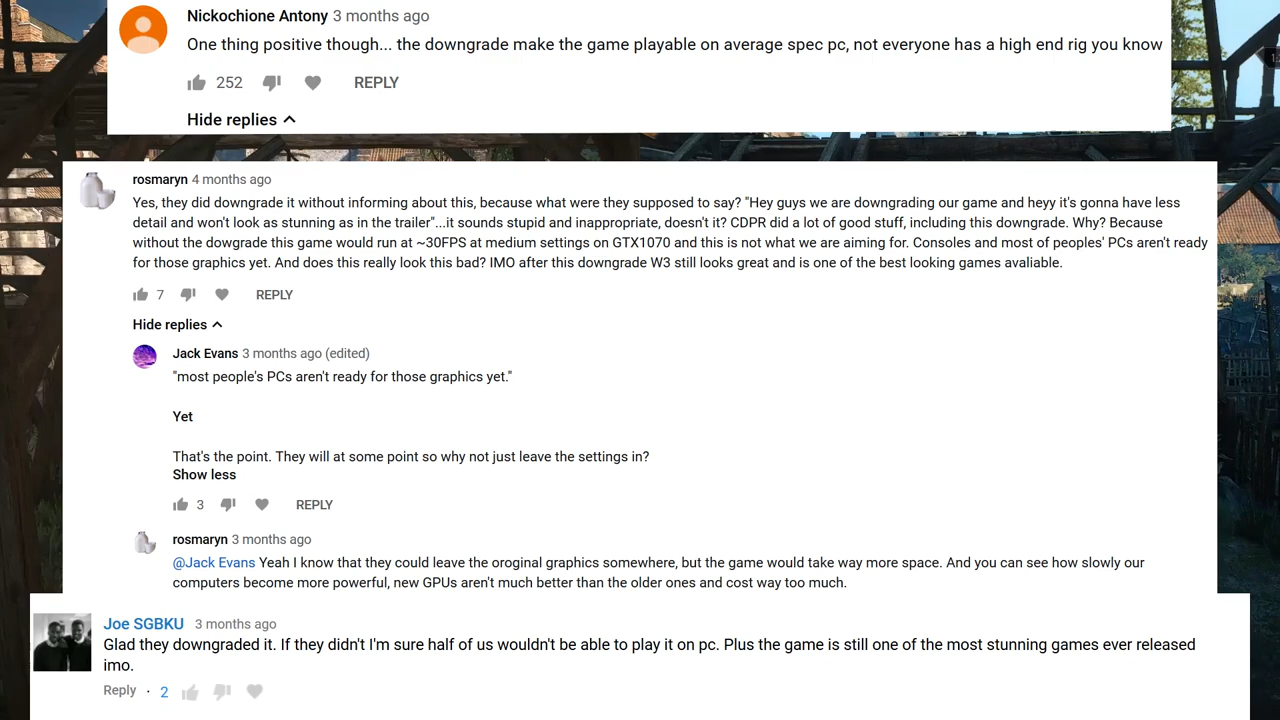 Nickochione Antony 3 months ago
One thing positive though... the downgrade make the game playable on average spec pc, not everyone has a high end rig you know
252 REPLY
Hide replies
rosmaryn 4 months ago
Yes, they did downgrade it without informing about this, because what were they supposed to say? "Hey guys we are downgrading our game and heyy it's gonna have less
detail and won't look as stunning as in the trailer"...it sounds stupid and inappropriate, doesn't it? CDPR did a lot of good stuff, including this downgrade. Why? Because
without the dowgrade this game would run at ~30FPS at medium settings on GTX1070 and this is not what we are aiming for. Consoles and most of peoples' PCs aren't ready
for those graphics yet. And does this really look this bad? IMO after this downgrade W3 still looks great and is one of the best looking games avaliable.
7 REPLY
Hide replies
Jack Evans 3 months ago (edited)
"most people's PCs aren't ready for those graphics yet."
Yet
That's the point. They will at some point so why not just leave the settings in?
Show less
3 REPLY
rosmaryn 3 months ago
@Jack Evans Yeah I know that they could leave the oroginal graphics somewhere, but the game would take way more space. And you can see how slowly our
computers become more powerful, new GPUs aren't much better than the older ones and cost way too much.
Joe SGBKU 3 months ago
Glad they downgraded it. If they didn't I'm sure half of us wouldn't be able to play it on pc. Plus the game is still one of the most stunning games ever released
imo.
Reply · 2